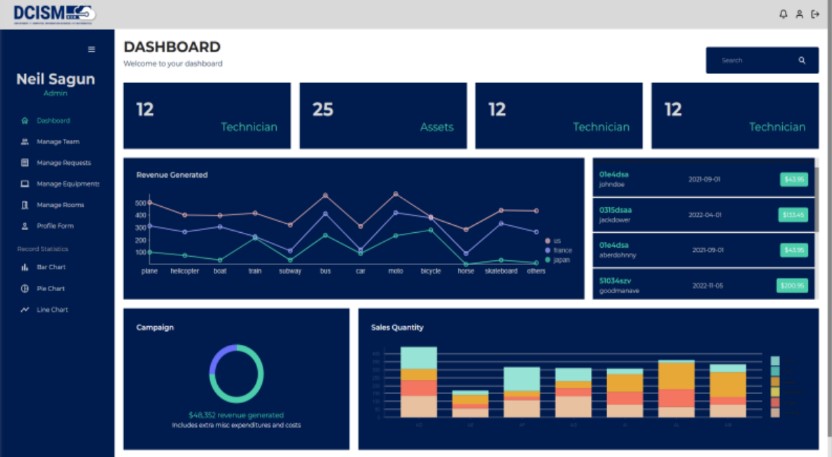 DCISM
DASHBOARD
Welcome to your dashboard
Search
Neil Sagun
Admin
Dashboard
Manage Team
Manage Requests
Manage Equipments
Manage Rooms
Profile Form
Record Statistics
Bar Chart
Pie Chart
Line Chart
12
Technician
25
Assets
12
Technician
12
Technician
Revenue Generated
500
400
300
200
100
plane helicopter boat train subway bus car moto bicycle horse skateboard others
us
france
japan
01e4dsa
johndoe
2021-09-01
$43.95
0315dsaa
jackdower
2022-04-01
$133.45
01e4dsa
aberdohnny
2021-09-01
$43.95
51034szv
goodmanave
2022-11-05
$200.95
Campaign
$48,352 revenue generated
Includes extra misc expenditures and costs
Sales Quantity